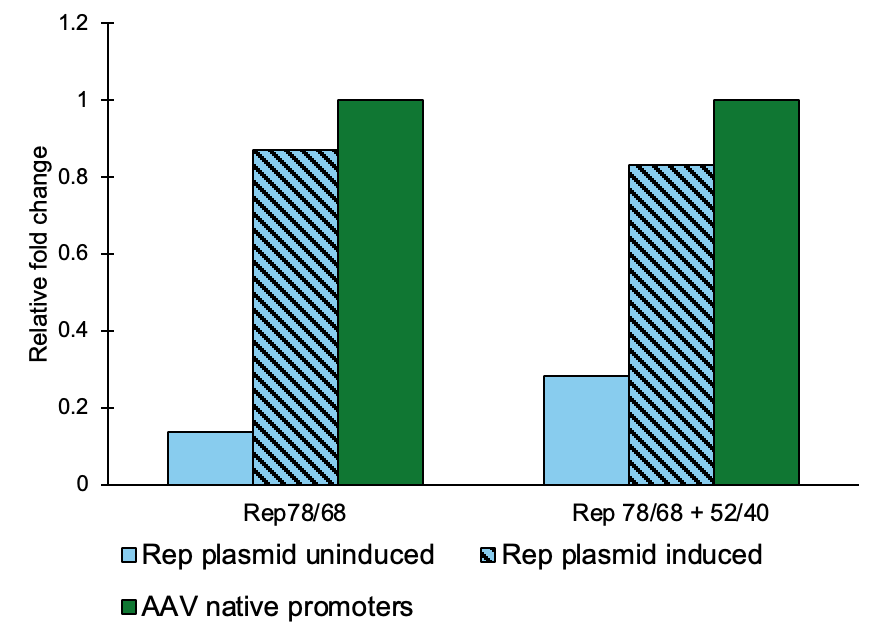 1.2
1
0.8
0.6
0.4
0.2
0
Relative fold change
Rep78/68
Rep 78/68 + 52/40
Rep plasmid uninduced
Rep plasmid induced
AAV native promoters